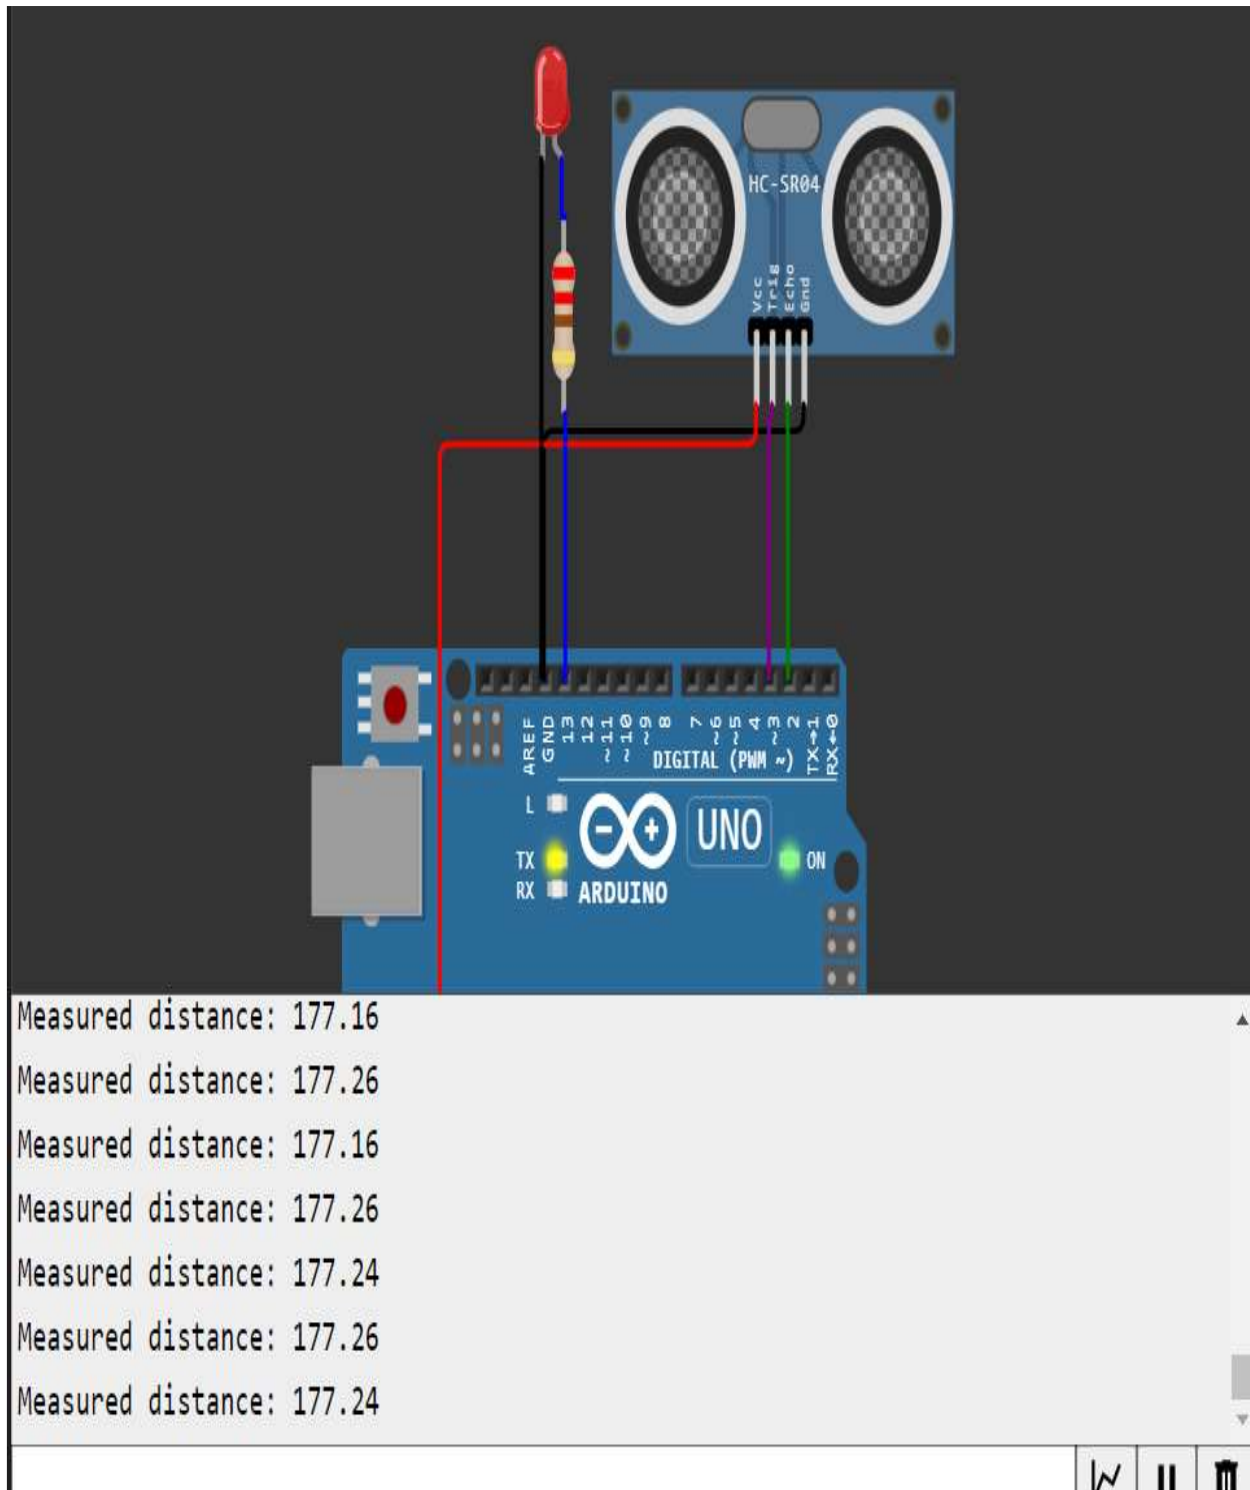 HC-SR04
Vcc
Trig
Echo
Gnd
AREF
GND
13
12
~11
~10
~9
8
7
~6
~5
4
~3
2
TX→1
RX←0
DIGITAL (PWM ~)
L
TX
RX
UNO
ON
ARDUINO
Measured distance: 177.16
Measured distance: 177.26
Measured distance: 177.16
Measured distance: 177.26
Measured distance: 177.24
Measured distance: 177.26
Measured distance: 177.24